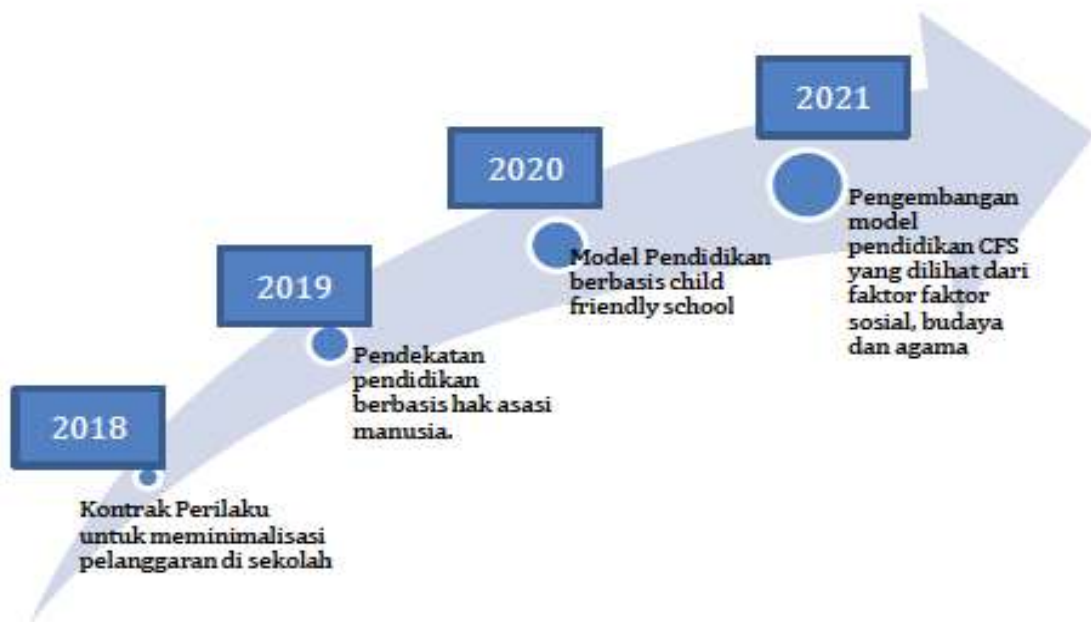 2018
Kontrak Perilaku
untuk meminimalisasi
pelanggaran di sekolah
2019
Pendekatan
pendidikan
berbasis hak asasi
manusia.
2020
Model Pendidikan
berbasis child
friendly school
2021
Pengembangan
model
pendidikan CFS
yang dilihat dari
faktor faktor
sosial, budaya
dan agama